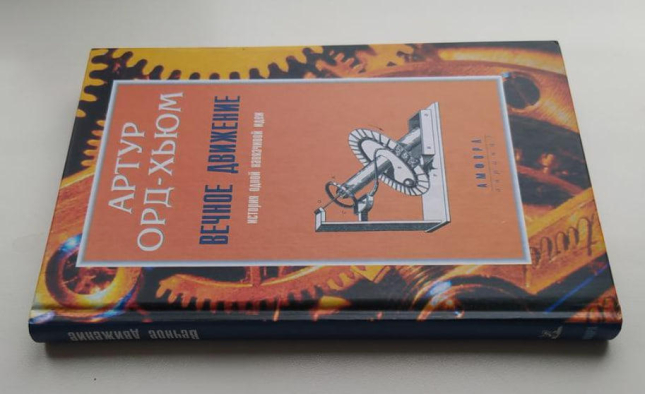 АРТУР
ОРД-ХЬЮМ
ВЕЧНОЕ ДВИЖЕНИЕ
история одной навязчивой идеи
АМФОРА
Вечное движение